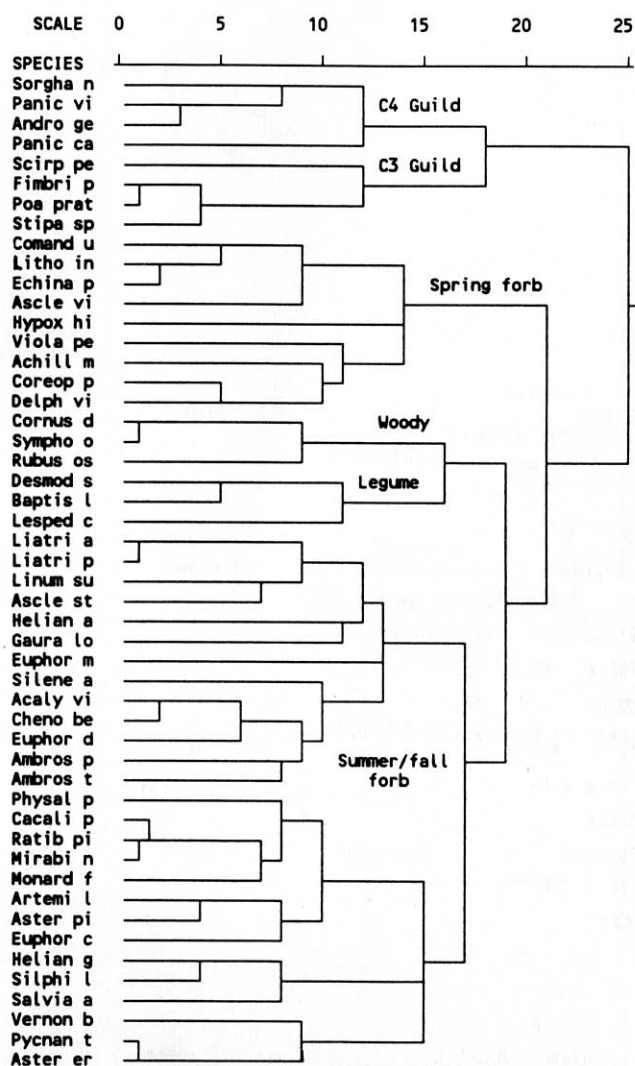 SCALE 0 5 10 15 20 25
SPECIES
Sorgha n
Panic vi
C4 Guild
Andro ge
Panic ca
Scirp pe
C3 Guild
Fimbri p
Poa prat
Stipa sp
Comand u
Litho in
Echina p
Spring forb
Ascle vi
Hypox hi
Viola pe
Achill m
Coreop p
Delph vi
Cornus d
Woody
Sympho o
Rubus os
Desmod s
Legume
Baptis l
Lesped c
Liatri a
Liatri p
Linum su
Ascle st
Helian a
Gaura lo
Euphor m
Silene a
Acaly vi
Cheno be
Euphor d
Ambros p
Summer/fall
Ambros t
forb
Physal p
Cacali p
Ratib pi
Mirabi n
Monard f
Artemi l
Aster pi
Euphor c
Helian g
Silphi l
Salvia a
Vernon b
Pycnan t
Aster er